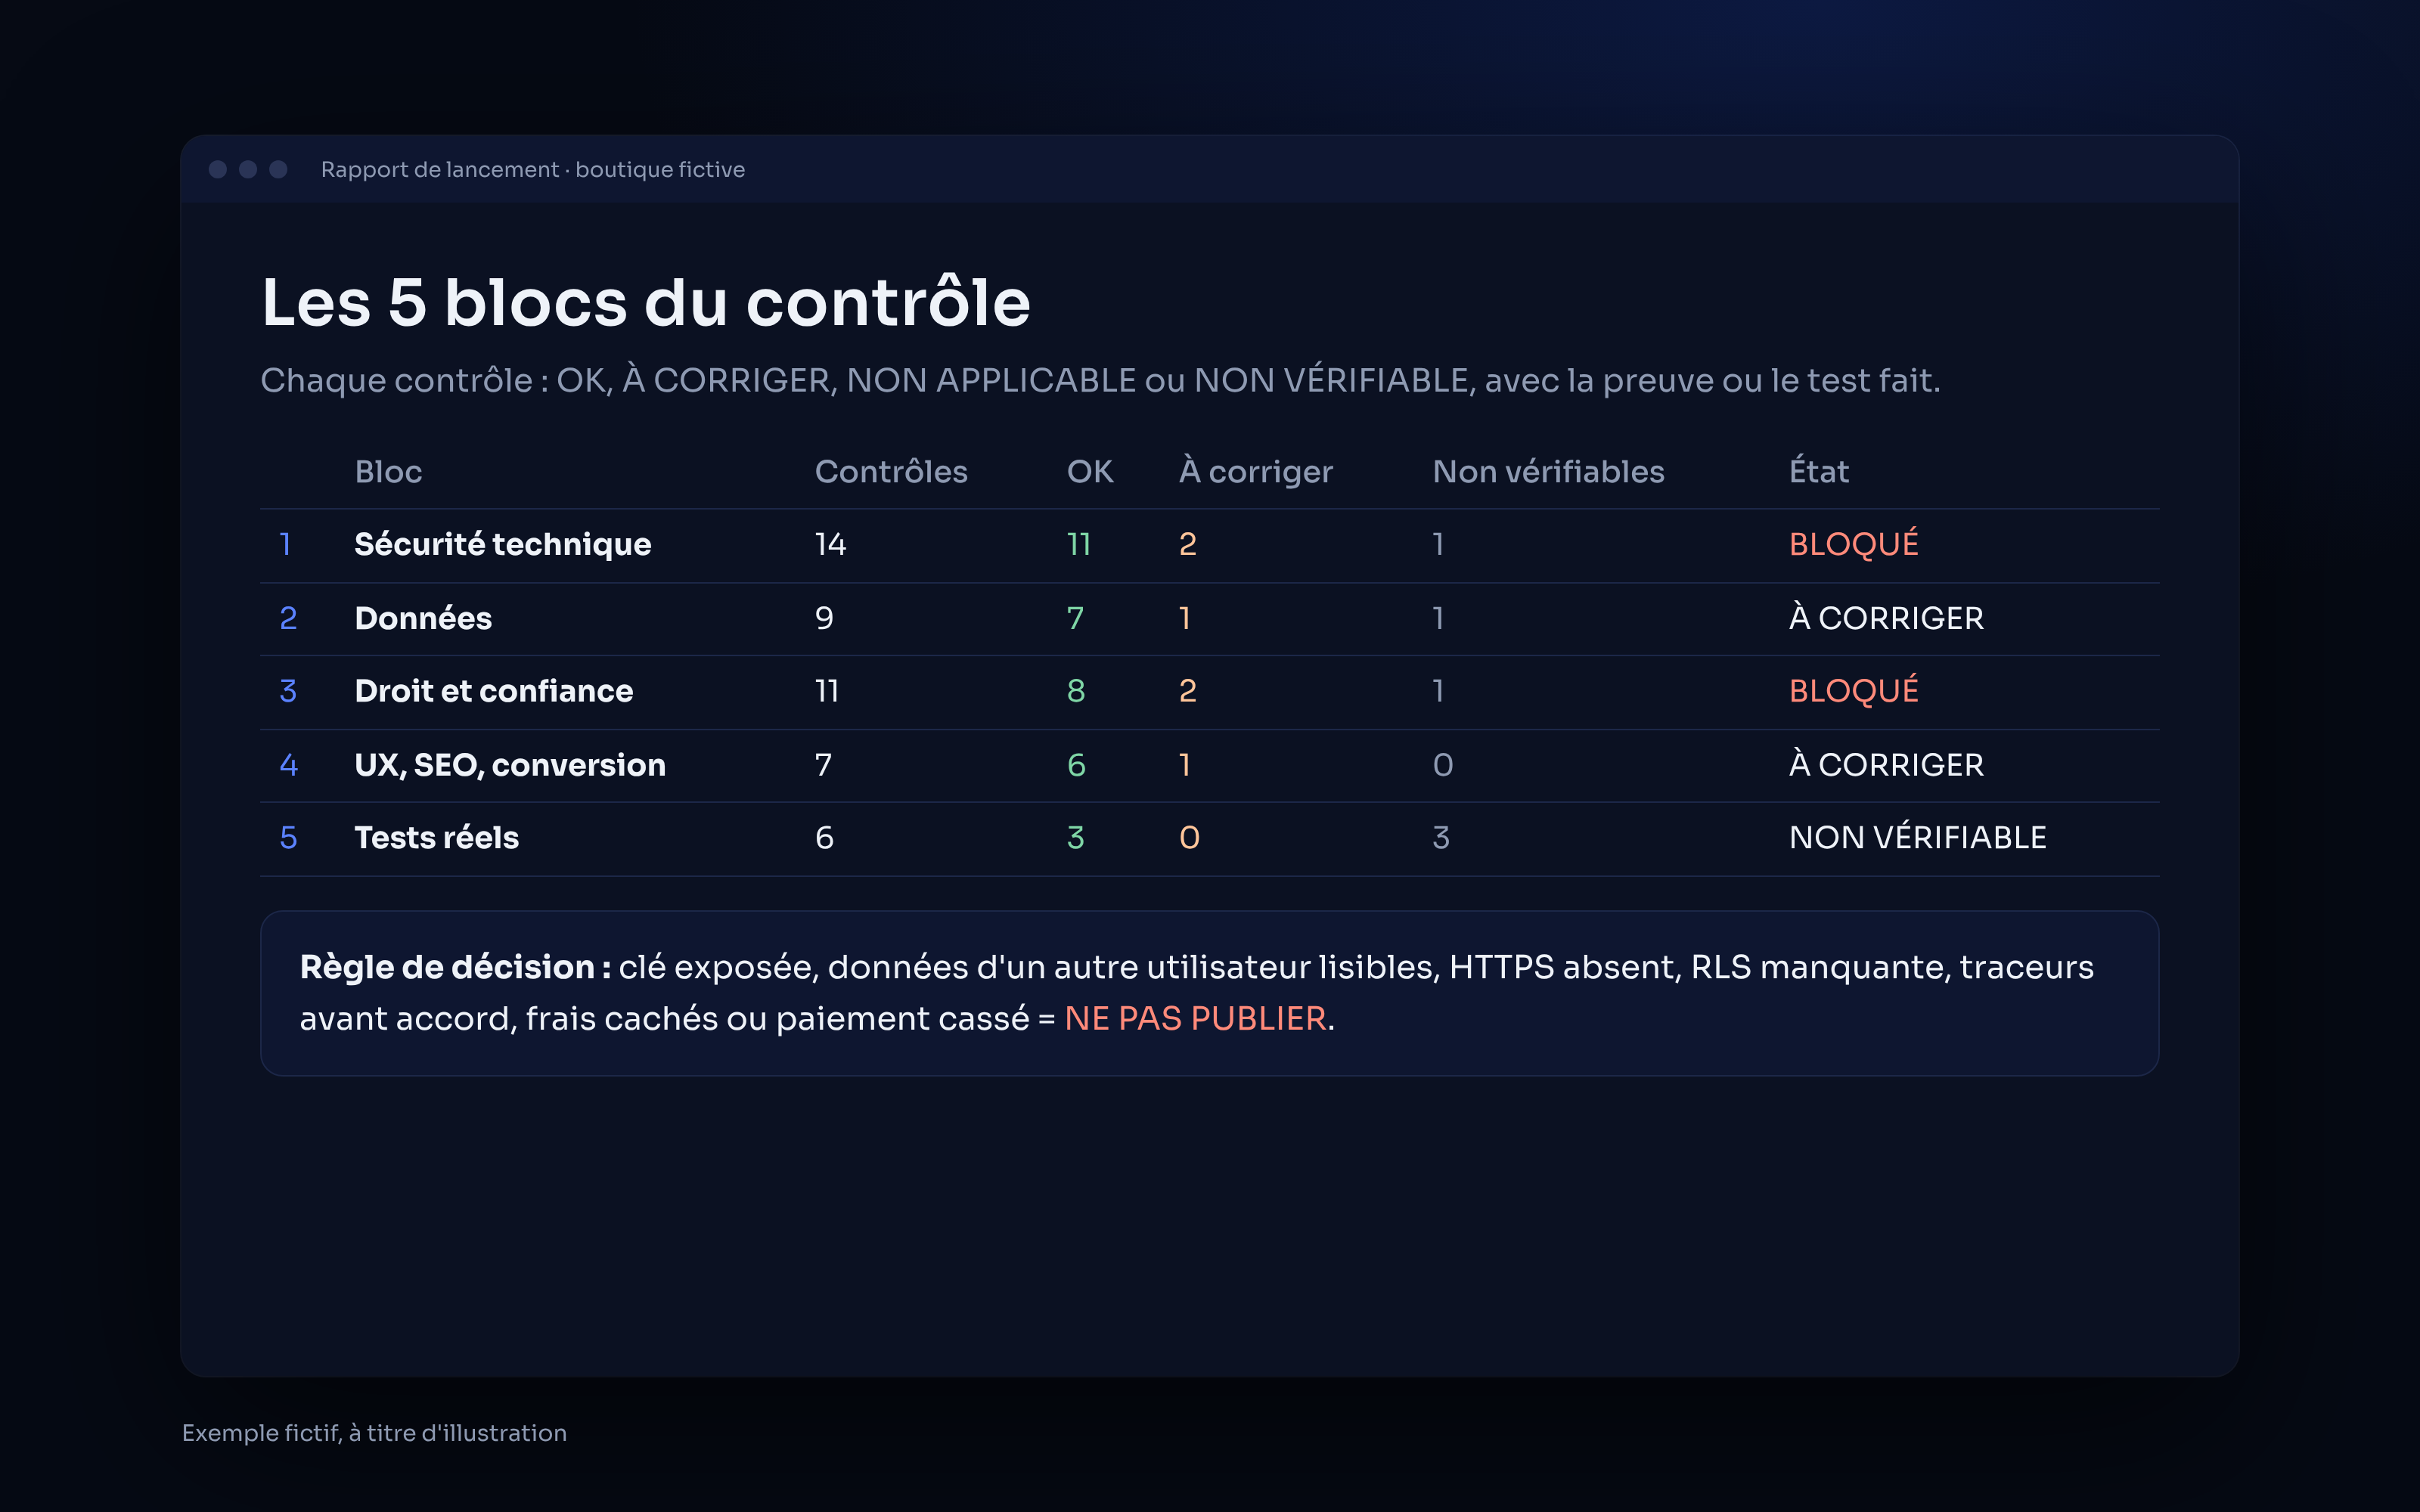 Rapport de lancement · boutique fictive
Les 5 blocs du contrôle
Chaque contrôle : OK, À CORRIGER, NON APPLICABLE ou NON VÉRIFIABLE, avec la preuve ou le test fait.
Bloc Contrôles OK À corriger Non vérifiables État
1 Sécurité technique 14 11 2 1 BLOQUÉ
2 Données 9 7 1 1 À CORRIGER
3 Droit et confiance 11 8 2 1 BLOQUÉ
4 UX, SEO, conversion 7 6 1 0 À CORRIGER
5 Tests réels 6 3 0 3 NON VÉRIFIABLE
Règle de décision : clé exposée, données d'un autre utilisateur lisibles, HTTPS absent, RLS manquante, traceurs
avant accord, frais cachés ou paiement cassé = NE PAS PUBLIER.
Exemple fictif, à titre d'illustration